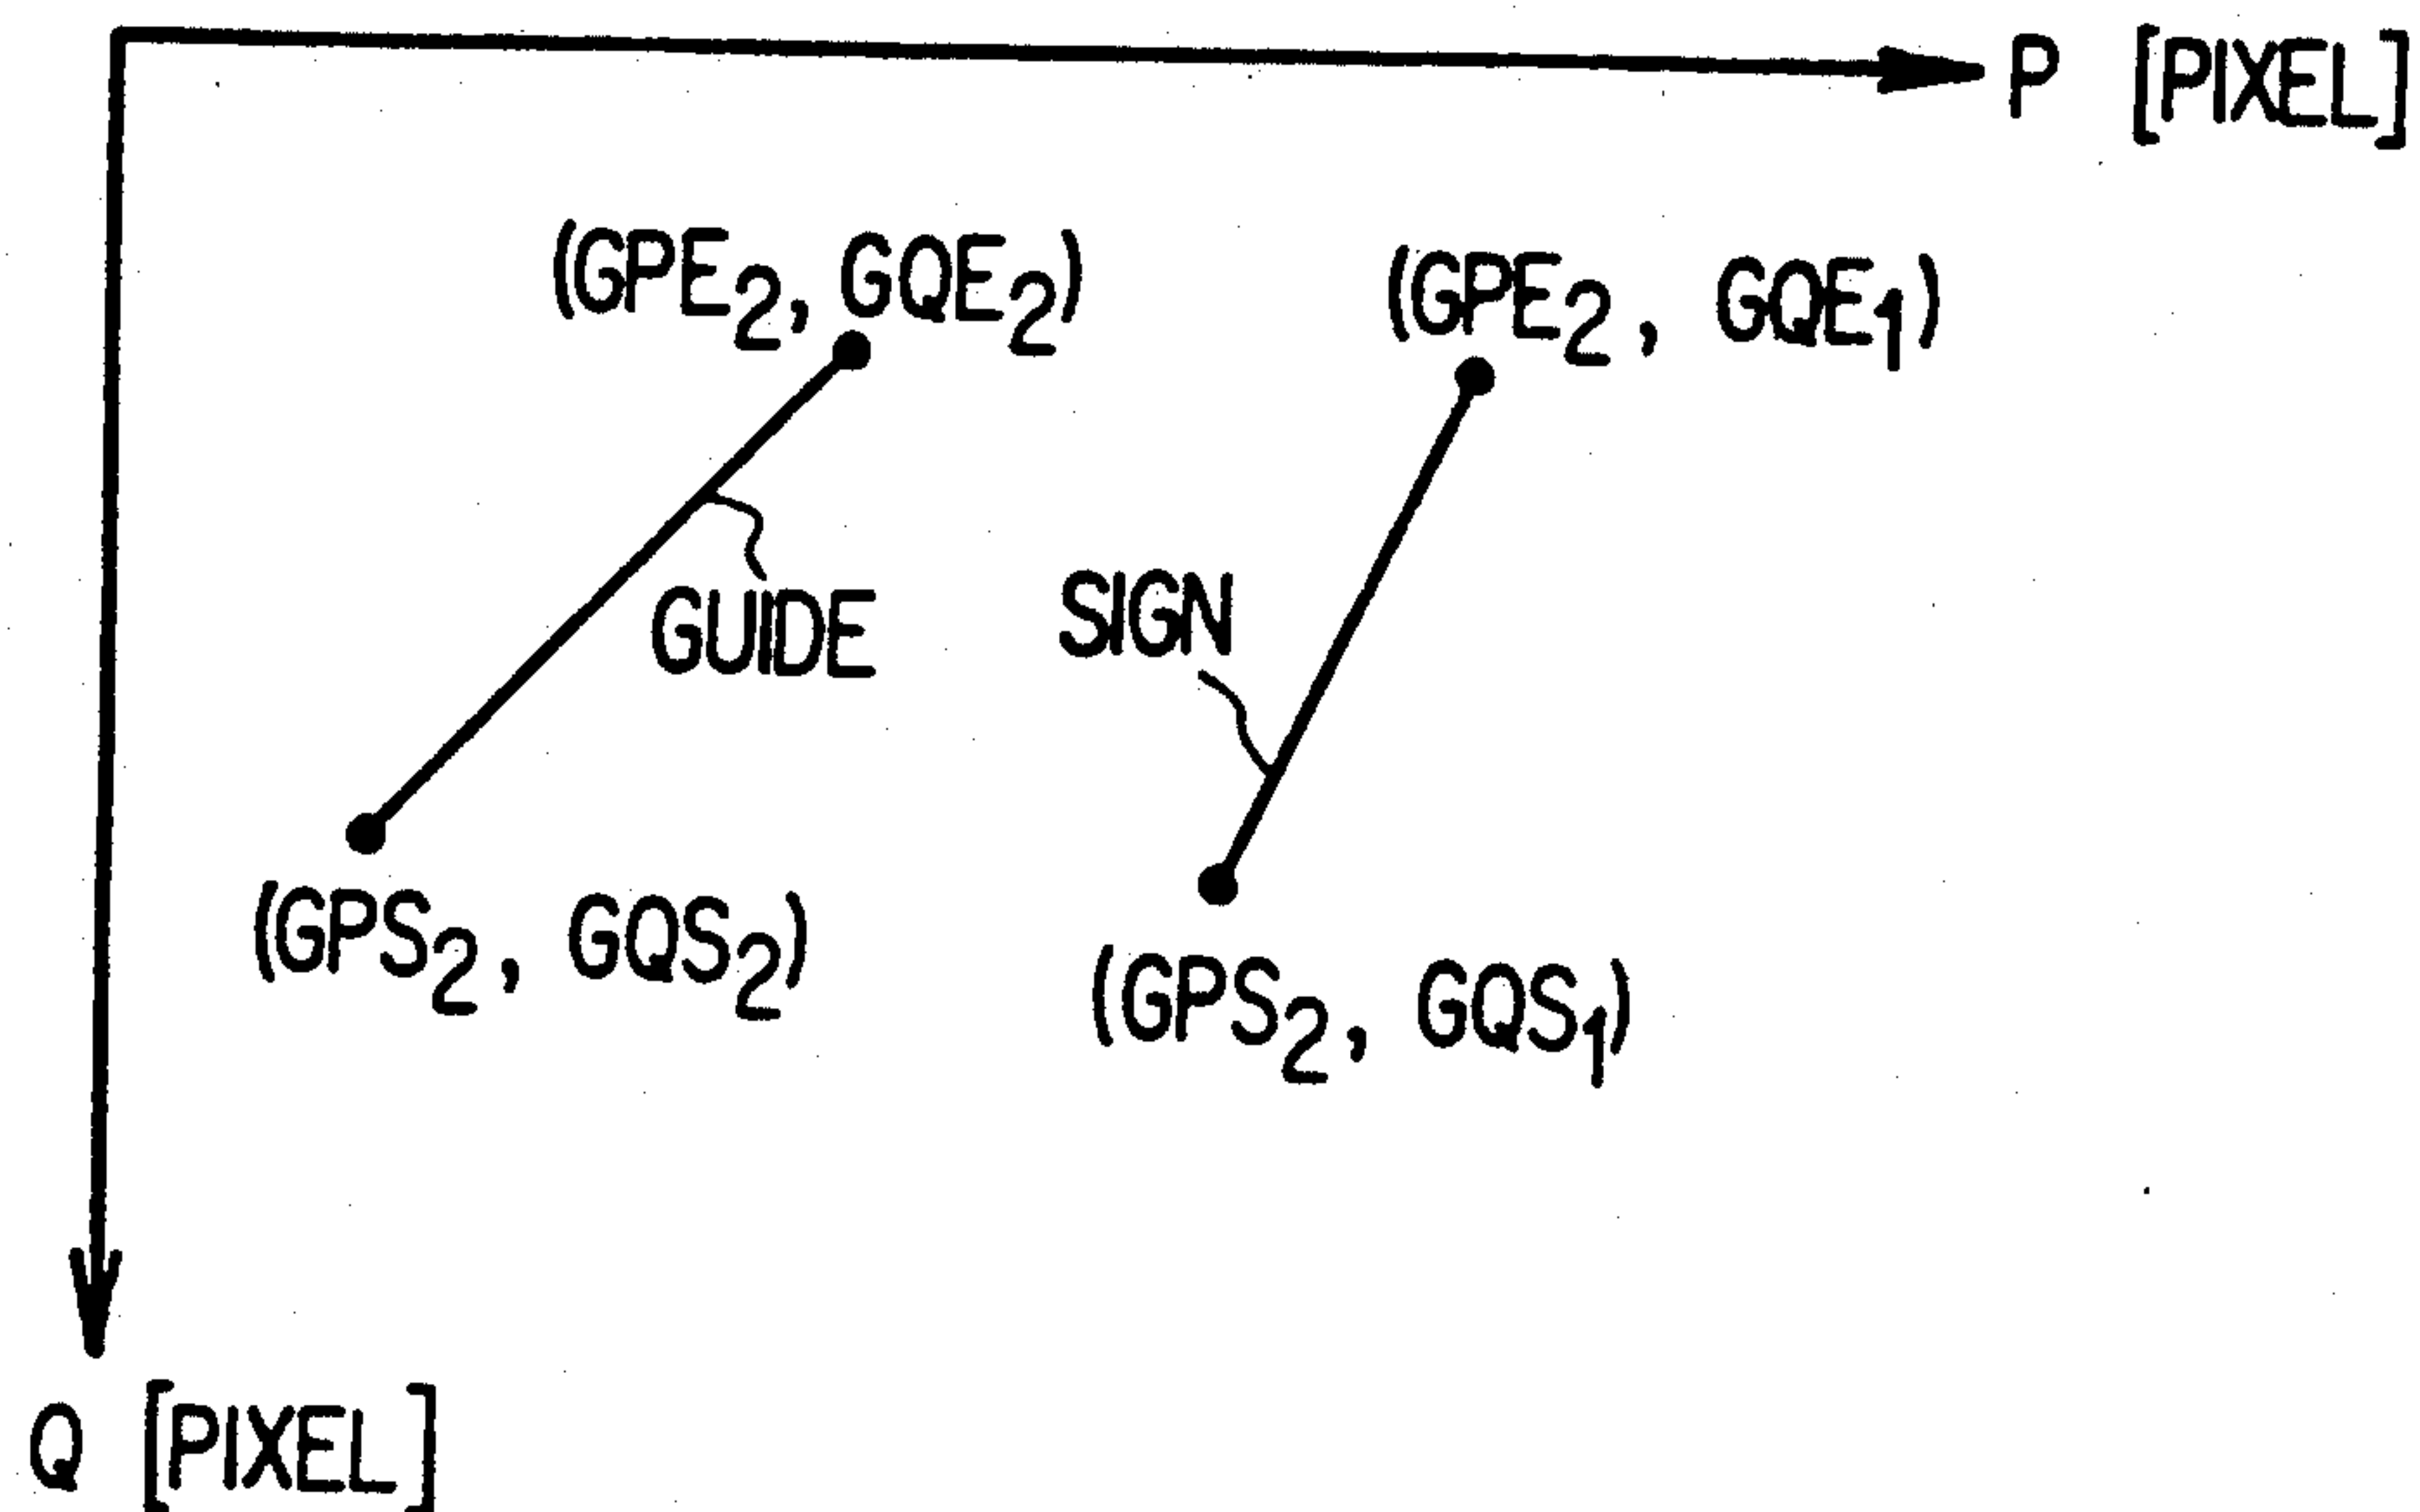 P [PIXEL]
(GPE₂, GQE₂)
(GPE₂, GQE₁)
GUIDE
SIGN
(GPS₂, GQS₂)
(GPS₂, GQS₁)
Q [PIXEL]